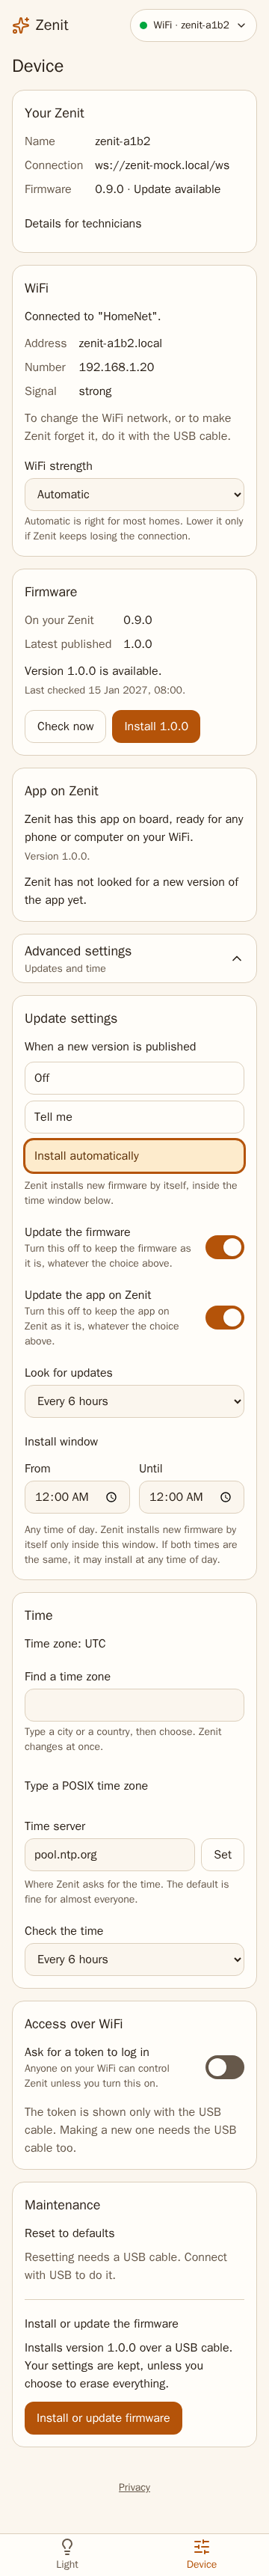 Zenit
WiFi · zenit-a1b2
Device
Your Zenit
Name zenit-a1b2
Connection ws://zenit-mock.local/ws
Firmware 0.9.0 · Update available
Details for technicians
WiFi
Connected to "HomeNet".
Address zenit-a1b2.local
Number 192.168.1.20
Signal strong
To change the WiFi network, or to make
Zenit forget it, do it with the USB cable.
WiFi strength
Automatic
Automatic is right for most homes. Lower it only
if Zenit keeps losing the connection.
Firmware
On your Zenit 0.9.0
Latest published 1.0.0
Version 1.0.0 is available.
Last checked 15 Jan 2027, 08:00.
Check now
Install 1.0.0
App on Zenit
Zenit has this app on board, ready for any
phone or computer on your WiFi.
Version 1.0.0.
Zenit has not looked for a new version of
the app yet.
Advanced settings
Updates and time
Update settings
When a new version is published
Off
Tell me
Install automatically
Zenit installs new firmware by itself, inside the
time window below.
Update the firmware
Turn this off to keep the firmware as
it is, whatever the choice above.
Update the app on Zenit
Turn this off to keep the app on
Zenit as it is, whatever the choice
above.
Look for updates
Every 6 hours
Install window
From Until
12:00 AM 12:00 AM
Any time of day. Zenit installs new firmware by
itself only inside this window. If both times are
the same, it may install at any time of day.
Time
Time zone: UTC
Find a time zone
Type a city or a country, then choose. Zenit
changes at once.
Type a POSIX time zone
Time server
pool.ntp.org Set
Where Zenit asks for the time. The default is
fine for almost everyone.
Check the time
Every 6 hours
Access over WiFi
Ask for a token to log in
Anyone on your WiFi can control
Zenit unless you turn this on.
The token is shown only with the USB
cable. Making a new one needs the USB
cable too.
Maintenance
Reset to defaults
Resetting needs a USB cable. Connect
with USB to do it.
Install or update the firmware
Installs version 1.0.0 over a USB cable.
Your settings are kept, unless you
choose to erase everything.
Install or update firmware
Privacy
Light Device